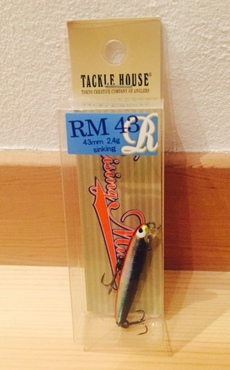 TACKLE HOUSE®
TOKYO CREATIVE COMPANY OF ANGLERS
RM 43
R
43mm 2.4g
sinking